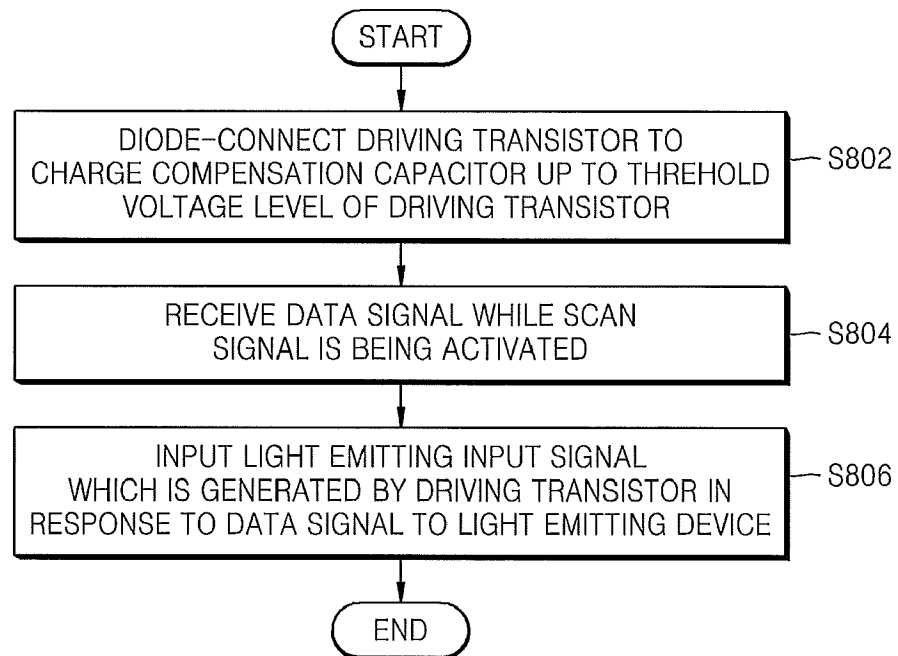 START
DIODE-CONNECT DRIVING TRANSISTOR TO
CHARGE COMPENSATION CAPACITOR UP TO THREHOLD
VOLTAGE LEVEL OF DRIVING TRANSISTOR
S802
RECEIVE DATA SIGNAL WHILE SCAN
SIGNAL IS BEING ACTIVATED
S804
INPUT LIGHT EMITTING INPUT SIGNAL
WHICH IS GENERATED BY DRIVING TRANSISTOR IN
RESPONSE TO DATA SIGNAL TO LIGHT EMITTING DEVICE
S806
END